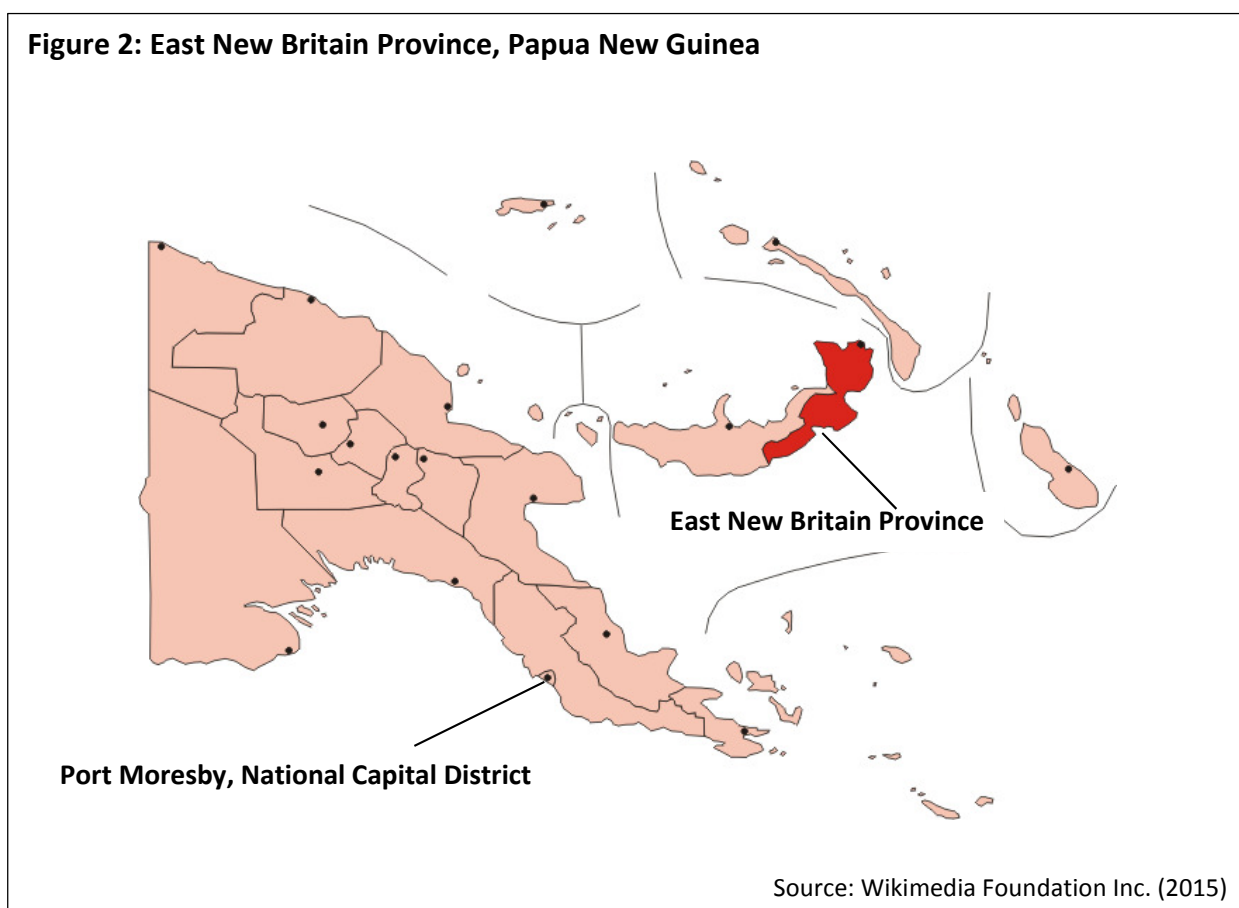 Figure 2: East New Britain Province, Papua New Guinea
East New Britain Province
Port Moresby, National Capital District
Source: Wikimedia Foundation Inc. (2015)